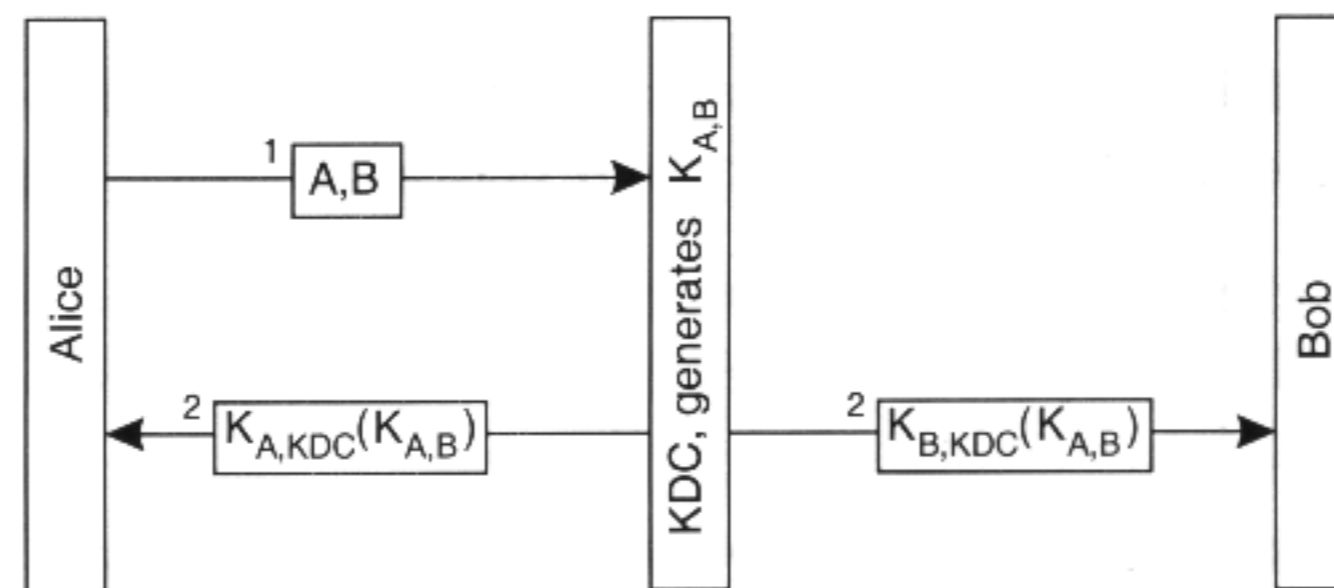 Alice
1
A,B
KDC, generates K_A,B
Bob
2
K_A,KDC(K_A,B)
2
K_B,KDC(K_A,B)